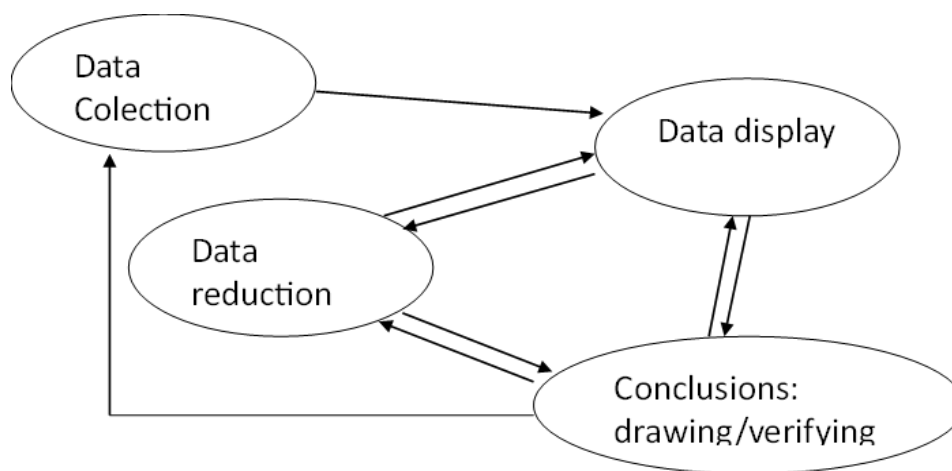 Data
Colection
Data display
Data
reduction
Conclusions:
drawing/verifying